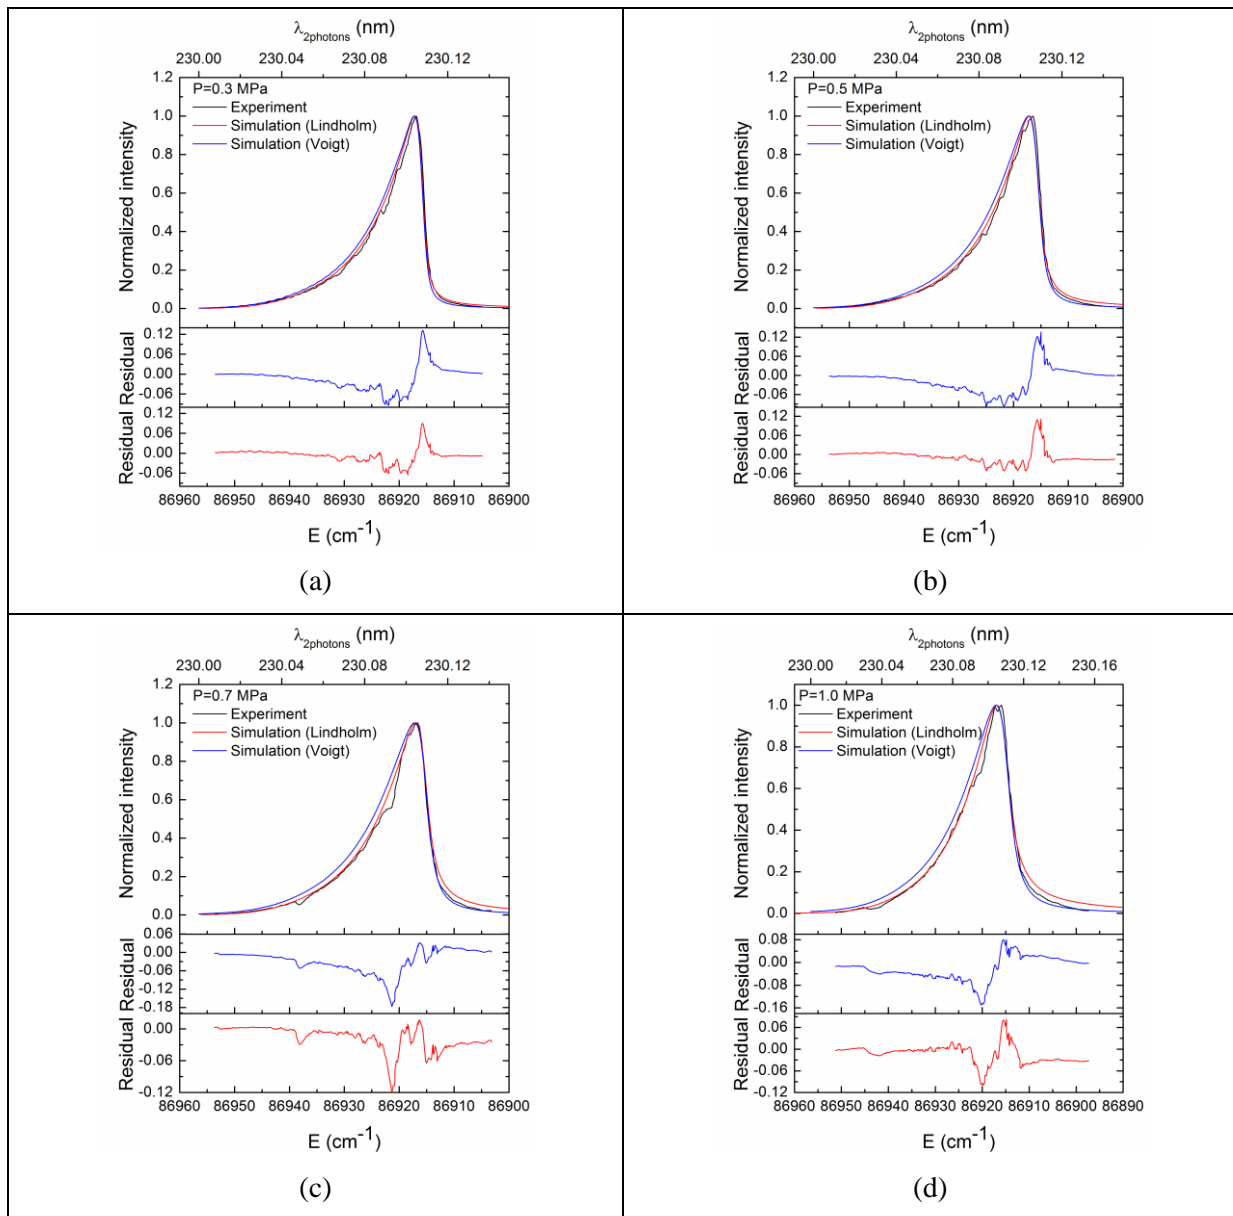 λ2photons (nm)
230.00 230.04 230.08 230.12
1.2
1.0
0.8
0.6
0.4
0.2
0.0
Normalized intensity
P=0.3 MPa
Experiment
Simulation (Lindholm)
Simulation (Voigt)
0.12
0.06
0.00
-0.06
Residual
0.12
0.06
0.00
-0.06
Residual
86960 86950 86940 86930 86920 86910 86900
E (cm-1)
(a)
λ2photons (nm)
230.00 230.04 230.08 230.12
1.2
1.0
0.8
0.6
0.4
0.2
0.0
Normalized intensity
P=0.5 MPa
Experiment
Simulation (Lindholm)
Simulation (Voigt)
0.12
0.06
0.00
-0.06
Residual
0.12
0.06
0.00
-0.06
Residual
86960 86950 86940 86930 86920 86910 86900
E (cm-1)
(b)
λ2photons (nm)
230.00 230.04 230.08 230.12
1.2
1.0
0.8
0.6
0.4
0.2
0.0
Normalized intensity
P=0.7 MPa
Experiment
Simulation (Lindholm)
Simulation (Voigt)
0.06
0.00
-0.06
-0.18
Residual
0.00
-0.06
-0.12
Residual
86960 86950 86940 86930 86920 86910 86900
E (cm-1)
(c)
λ2photons (nm)
230.00 230.04 230.08 230.12 230.16
1.2
1.0
0.8
0.6
0.4
0.2
0.0
Normalized intensity
P=1.0 MPa
Experiment
Simulation (Lindholm)
Simulation (Voigt)
0.08
0.00
-0.08
-0.16
Residual
0.06
0.00
-0.06
-0.12
Residual
86960 86950 86940 86930 86920 86910 86900 86890
E (cm-1)
(d)